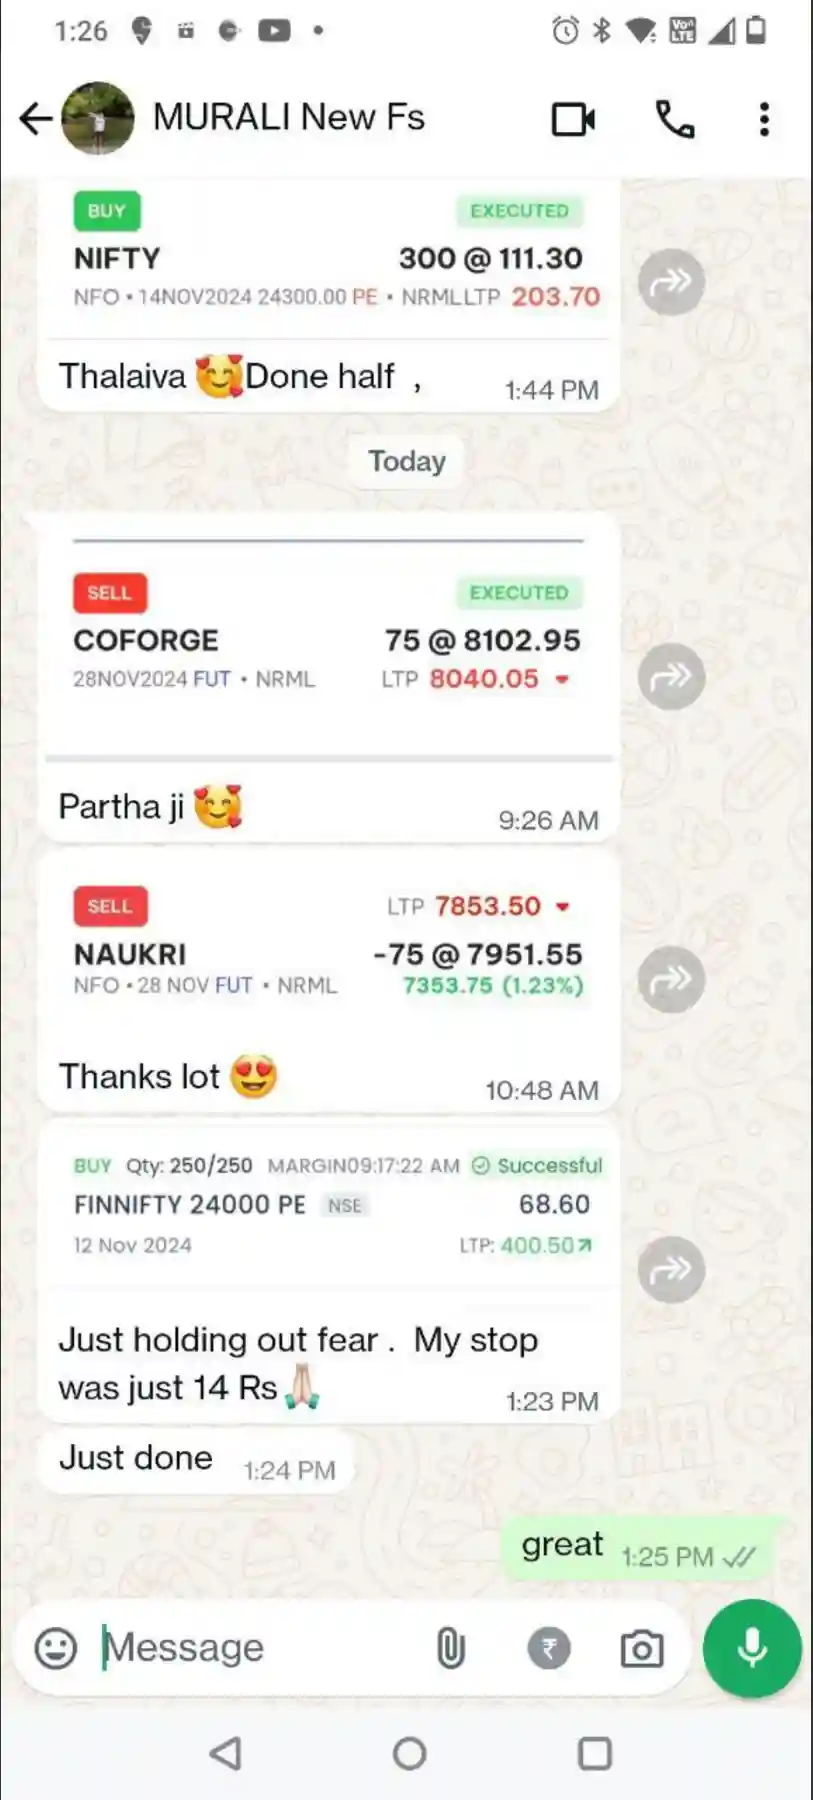 1:26
VoD LTE
MURALI New Fs
BUY EXECUTED
NIFTY 300 @ 111.30
NFO • 14NOV2024 24300.00 PE • NRMLLTP 203.70
Thalaiva 🥰Done half , 1:44 PM
Today
SELL EXECUTED
COFORGE 75 @ 8102.95
28NOV2024 FUT • NRML LTP 8040.05
Partha ji 🥰 9:26 AM
SELL LTP 7853.50
NAUKRI -75 @ 7951.55
NFO • 28 NOV FUT • NRML 7353.75 (1.23%)
Thanks lot 😍 10:48 AM
BUY Qty: 250/250 MARGIN09:17:22 AM Successful
FINNIFTY 24000 PE NSE 68.60
12 Nov 2024 LTP: 400.50
Just holding out fear . My stop
was just 14 Rs🙏🏻 1:23 PM
Just done 1:24 PM
great 1:25 PM
Message ₹